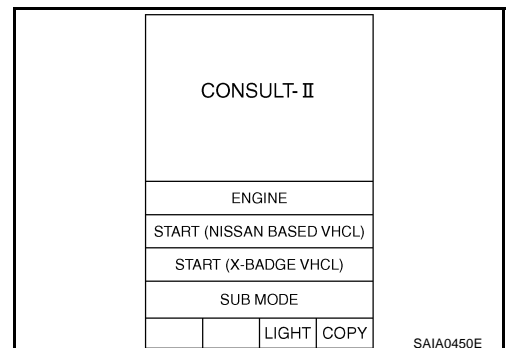 CONSULT-II
ENGINE
START (NISSAN BASED VHCL)
START (X-BADGE VHCL)
SUB MODE
LIGHT COPY
SAIA0450E